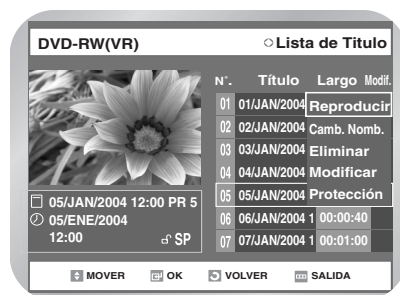 DVD-RW(VR) Lista de Titulo
N°. Título Largo Modif.
01 01/JAN/2004 Reproducir
02 02/JAN/2004 Camb. Nomb.
03 03/JAN/2004 Eliminar
04 04/JAN/2004 Modificar
05 05/JAN/2004 Protección
06 06/JAN/2004 1 00:00:40
07 07/JAN/2004 1 00:01:00
05/JAN/2004 12:00 PR 5
05/ENE/2004
12:00 SP
MOVER OK VOLVER SALIDA